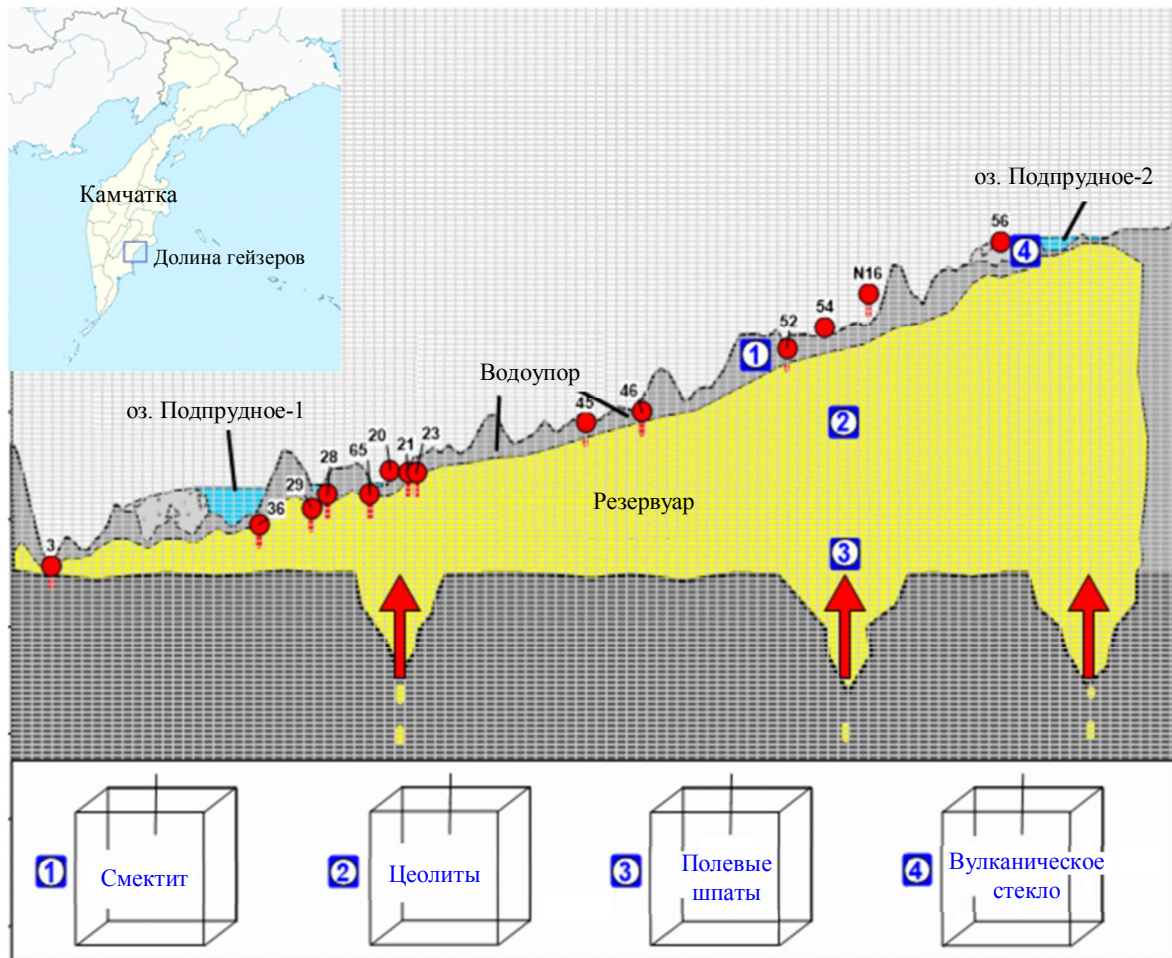 Камчатка
Долина гейзеров
оз. Подпрудное-2
56
4
N16
54
52
1
Водоупор
46
45
2
оз. Подпрудное-1
20
23
21
65
28
29
36
Резервуар
3
3
1
Смектит
2
Цеолиты
3
Полевые
шпаты
4
Вулканическое
стекло